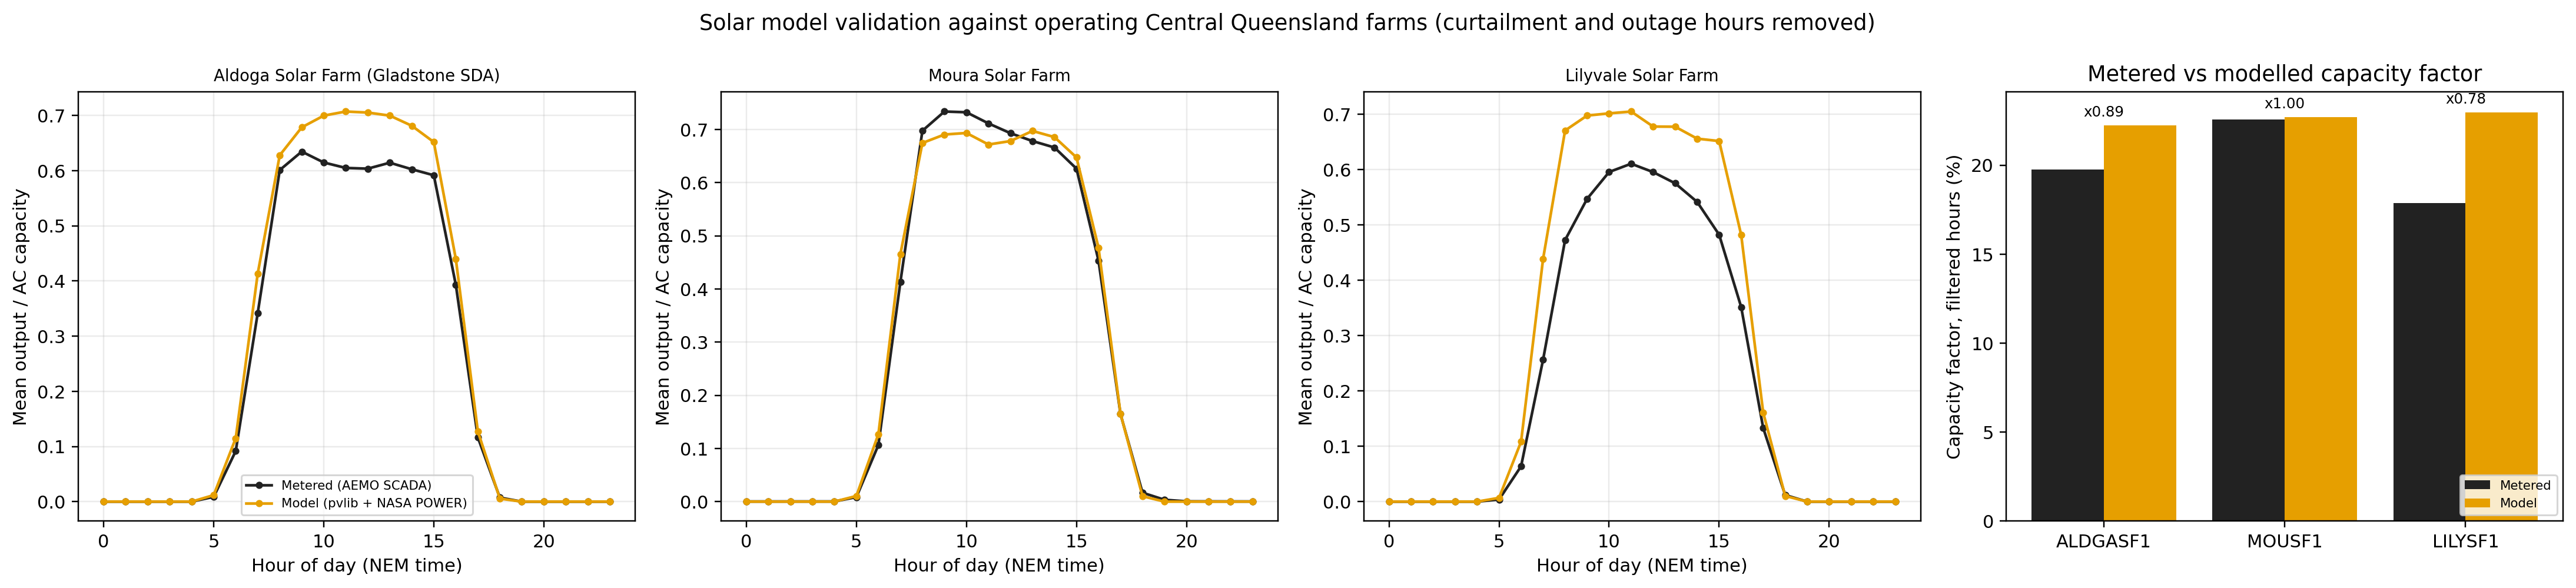 Solar model validation against operating Central Queensland farms (curtailment and outage hours removed)
Aldoga Solar Farm (Gladstone SDA)
Mean output / AC capacity
0.7
0.6
0.5
0.4
0.3
0.2
0.1
0.0
Metered (AEMO SCADA)
Model (pvlib + NASA POWER)
0 5 10 15 20
Hour of day (NEM time)
Moura Solar Farm
Mean output / AC capacity
0.7
0.6
0.5
0.4
0.3
0.2
0.1
0.0
0 5 10 15 20
Hour of day (NEM time)
Lilyvale Solar Farm
Mean output / AC capacity
0.7
0.6
0.5
0.4
0.3
0.2
0.1
0.0
0 5 10 15 20
Hour of day (NEM time)
Metered vs modelled capacity factor
Capacity factor, filtered hours (%)
20
15
10
5
0
x0.89
x1.00
x0.78
Metered
Model
ALDGASF1 MOUSF1 LILYSF1